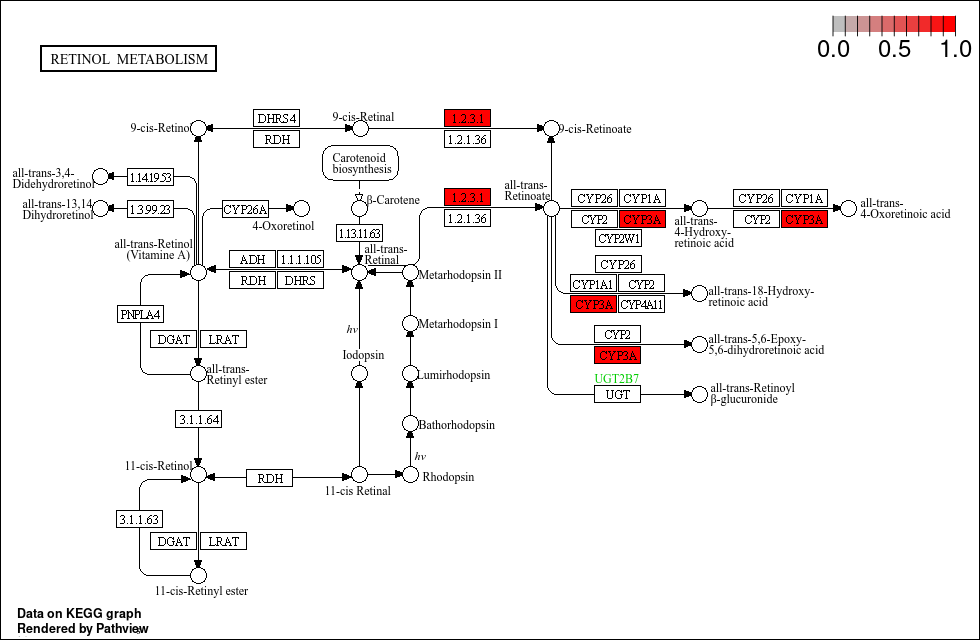 0.0 0.5 1.0
RETINOL METABOLISM
9-cis-Retino
DHRS4
RDH
9-cis-Retinal
1.2.3.1
1.2.1.36
9-cis-Retinoate
all-trans-3,4-
Didehydroretinol
1.14.19.53
all-trans-13,14
Dihydroretinol
1.3.99.23
Carotenoid
biosynthesis
β-Carotene
1.13.11.63
CYP26A
4-Oxoretinol
1.2.3.1
1.2.1.36
all-trans-
Retinoate
CYP26 CYP1A
CYP2 CYP3A
CYP2W1
all-trans-
4-Hydroxy-
retinoic acid
CYP26 CYP1A
CYP2 CYP3A
all-trans-
4-Oxoretinoic acid
all-trans-Retinol
(Vitamin A)
ADH 1.1.1.105
RDH DHRS
all-trans-
Retinal
Metarhodopsin II
CYP26
CYP1A1 CYP2
CYP3A CYP4A11
all-trans-18-Hydroxy-
retinoic acid
PNPLA4
DGAT LRAT
hv
Metarhodopsin I
CYP2
CYP3A
all-trans-5,6-Epoxy-
5,6-dihydroretinoic acid
Iodopsin
all-trans-
Retinyl ester
Lumirhodopsin
UGT2B7
UGT
all-trans-Retinoyl
β-glucuronide
3.1.1.64
Bathorhodopsin
hv
11-cis-Retinol
RDH
11-cis Retinal
Rhodopsin
3.1.1.63
DGAT LRAT
11-cis-Retinyl ester
Data on KEGG graph
Rendered by Pathview